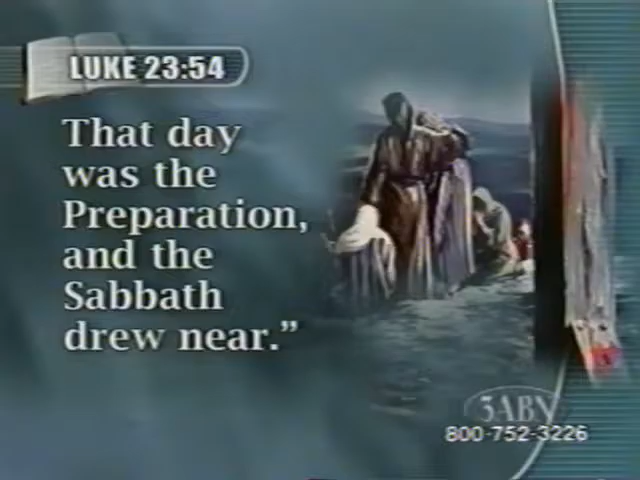 LUKE 23:54
That day
was the
Preparation,
and the
Sabbath
drew near.”
3ABN
800-752-3226